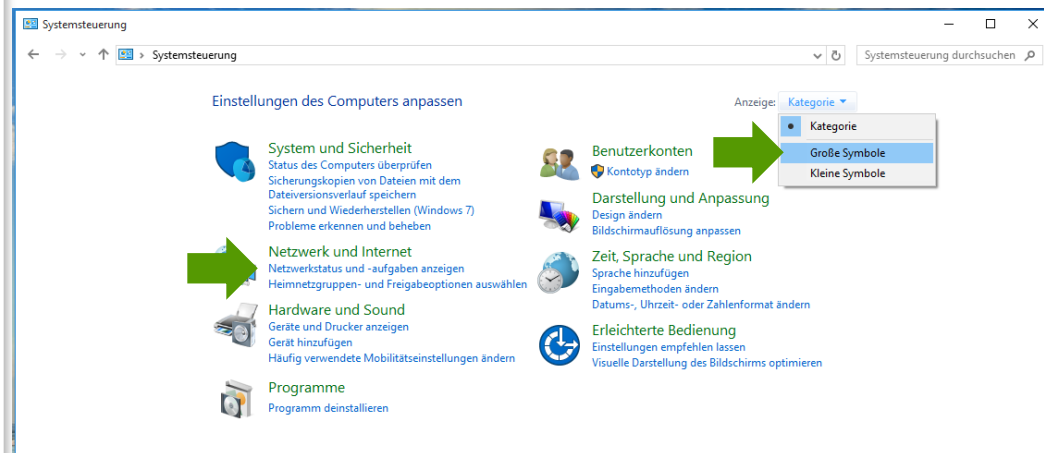 Systemsteuerung
Systemsteuerung
Systemsteuerung durchsuchen
Einstellungen des Computers anpassen
Anzeige: Kategorie
Kategorie
Große Symbole
Kleine Symbole
System und Sicherheit
Status des Computers überprüfen
Sicherungskopien von Dateien mit dem
Dateiversionsverlauf speichern
Sichern und Wiederherstellen (Windows 7)
Probleme erkennen und beheben
Netzwerk und Internet
Netzwerkstatus und -aufgaben anzeigen
Heimnetzgruppen- und Freigabeoptionen auswählen
Hardware und Sound
Geräte und Drucker anzeigen
Gerät hinzufügen
Häufig verwendete Mobilitätseinstellungen ändern
Programme
Programm deinstallieren
Benutzerkonten
Kontotyp ändern
Darstellung und Anpassung
Design ändern
Bildschirmauflösung anpassen
Zeit, Sprache und Region
Sprache hinzufügen
Eingabemethoden ändern
Datums-, Uhrzeit- oder Zahlenformat ändern
Erleichterte Bedienung
Einstellungen empfehlen lassen
Visuelle Darstellung des Bildschirms optimieren